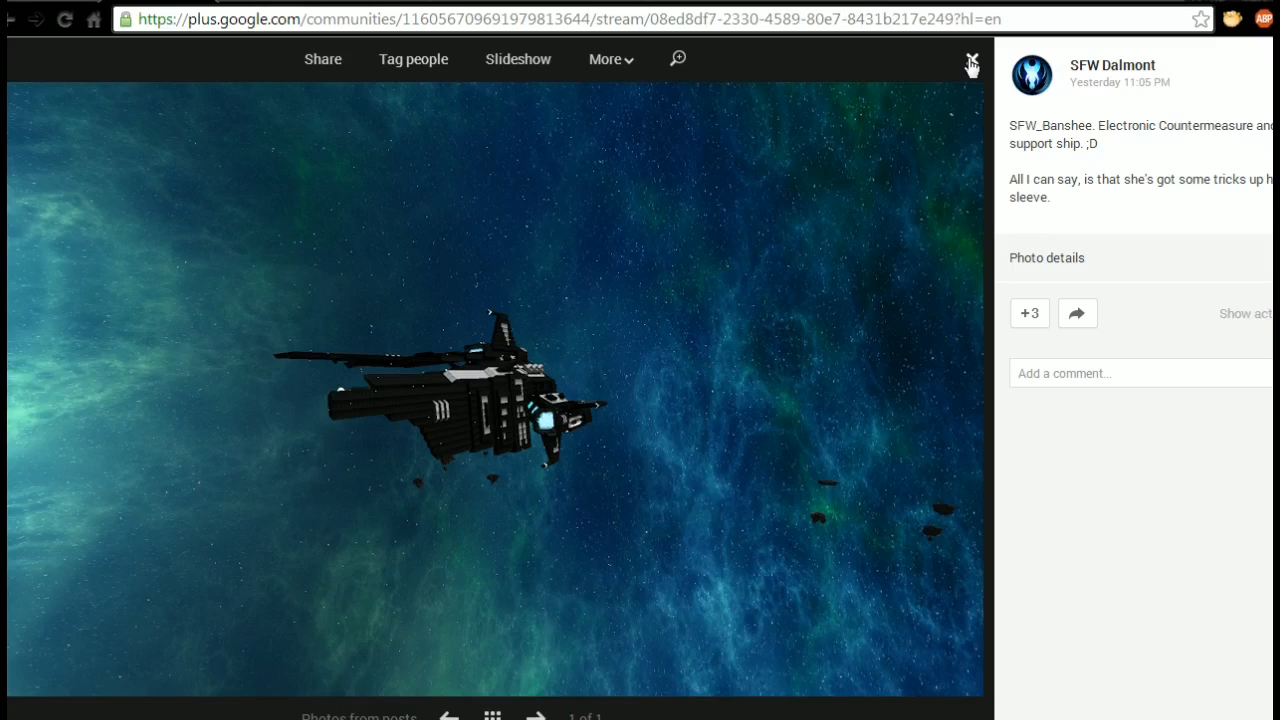 https://plus.google.com/communities/116056709691979813644/stream/08ed8df7-2330-4589-80e7-8431b217e249?hl=en
ABP
Share
Tag people
Slideshow
More
SFW Dalmont
Yesterday 11:05 PM
SFW_Banshee. Electronic Countermeasure and
support ship. ;D
All I can say, is that she's got some tricks up h
sleeve.
Photo details
+3
Show act
Add a comment...
Photos from posts
1 of 1